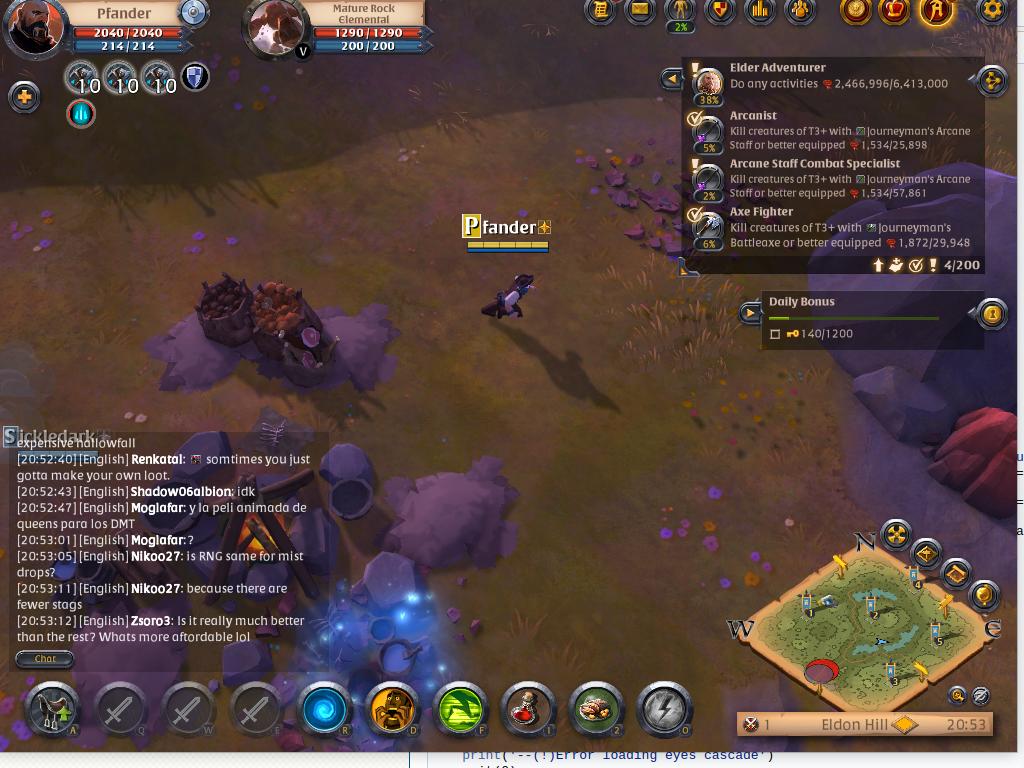 Pfander
2040/2040
214/214
Mature Rock
Elemental
1290/1290
200/200
V
2%
10 10 10
Elder Adventurer
Do any activities 2,466,996/6,413,000
38%
Arcanist
Kill creatures of T3+ with Journeyman's Arcane
Staff or better equipped 1,534/25,898
5%
Arcane Staff Combat Specialist
Kill creatures of T3+ with Journeyman's Arcane
Staff or better equipped 1,534/57,861
2%
Axe Fighter
Kill creatures of T3+ with Journeyman's
Battleaxe or better equipped 1,872/29,948
6%
4/200
Daily Bonus
140/1200
Pfander
Sickledark
expensive hallowfall
[20:52:40][English] Renkatal: somtimes you just
gotta make your own loot.
[20:52:43][English] Shadow06albion: idk
[20:52:47][English] Moglafar: y la peli animada de
queens para los DMT
[20:53:01][English] Moglafar: ?
[20:53:05][English] Nikoo27: is RNG same for mist
drops?
[20:53:11][English] Nikoo27: because there are
fewer stags
[20:53:12][English] Zsoro3: Is it really much better
than the rest? Whats more aftordable lol
Chat
A Q W E R D F 1 2 O
N
W E
1 2 3 4 5
1 Eldon Hill 20:53
print('--(!)Error loading eyes cascade')